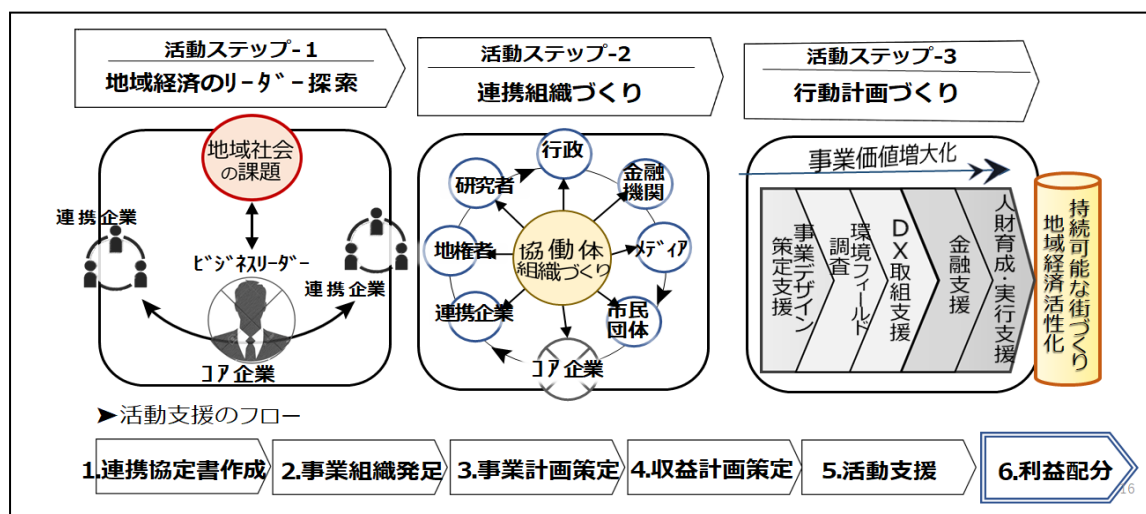 活動ステップ-1
地域経済のﾘｰﾀﾞｰ探索
活動ステップ-2
連携組織づくり
活動ステップ-3
行動計画づくり
地域社会
の課題
連携企業
ﾋﾞｼﾞﾈｽﾘｰﾀﾞｰ
連携企業
コア企業
行政
研究者
金融
機関
地権者
協働体
組織づくり
ﾒﾃﾞｨｱ
連携企業
市民
団体
コア企業
事業価値増大化
事業デザイン
策定支援
環境フィールド
調査
DX取組支援
金融支援
人財育成・実行支援
持続可能な街づくり
地域経済活性化
➤活動支援のフロー
1.連携協定書作成
2.事業組織発足
3.事業計画策定
4.収益計画策定
5.活動支援
6.利益配分
16